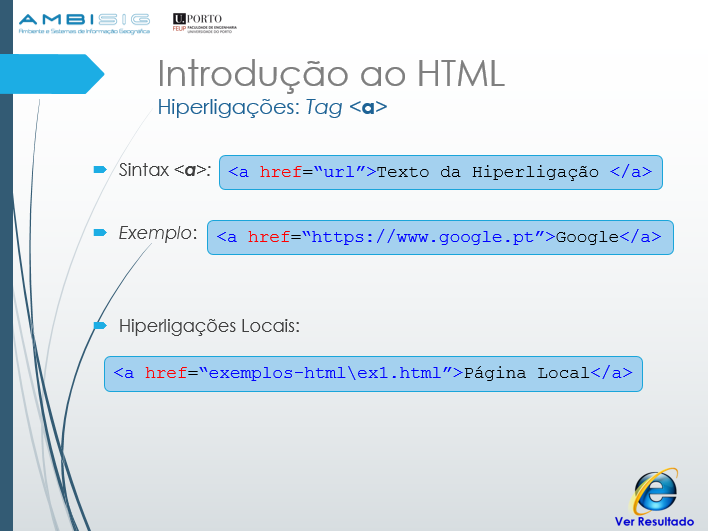 AMBISIG
Ambiente e Sistemas de Informação Geográfica
U.PORTO
FEUP FACULDADE DE ENGENHARIA
UNIVERSIDADE DO PORTO
Introdução ao HTML
Hiperligações: Tag <a>
Sintax <a>: <a href=“url”>Texto da Hiperligação </a>
Exemplo: <a href=“https://www.google.pt”>Google</a>
Hiperligações Locais:
<a href=“exemplos-html\ex1.html”>Página Local</a>
Ver Resultado